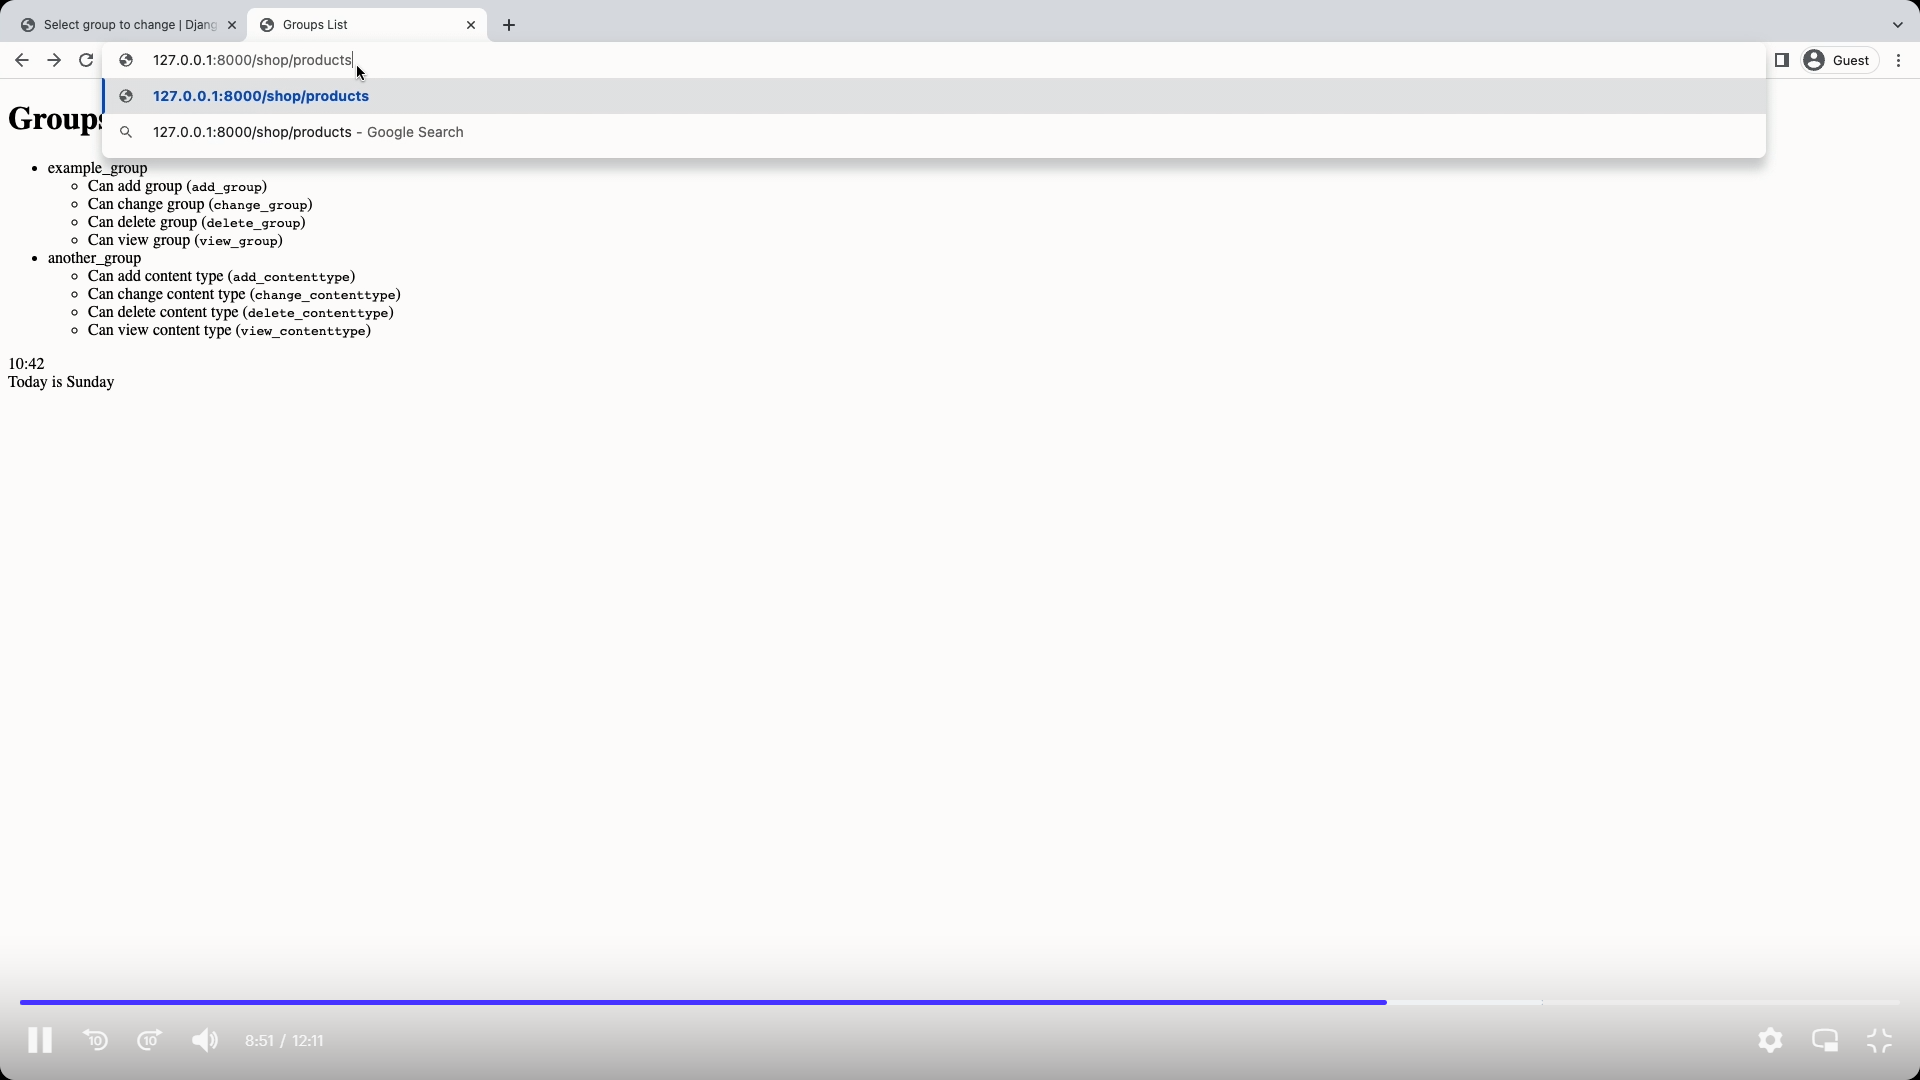 Select group to change | Djang
Groups List
127.0.0.1:8000/shop/products
Guest
127.0.0.1:8000/shop/products
127.0.0.1:8000/shop/products - Google Search
Groups
• example_group
◦ Can add group (add_group)
◦ Can change group (change_group)
◦ Can delete group (delete_group)
◦ Can view group (view_group)
• another_group
◦ Can add content type (add_contenttype)
◦ Can change content type (change_contenttype)
◦ Can delete content type (delete_contenttype)
◦ Can view content type (view_contenttype)
10:42
Today is Sunday
10
10
8:51 / 12:11